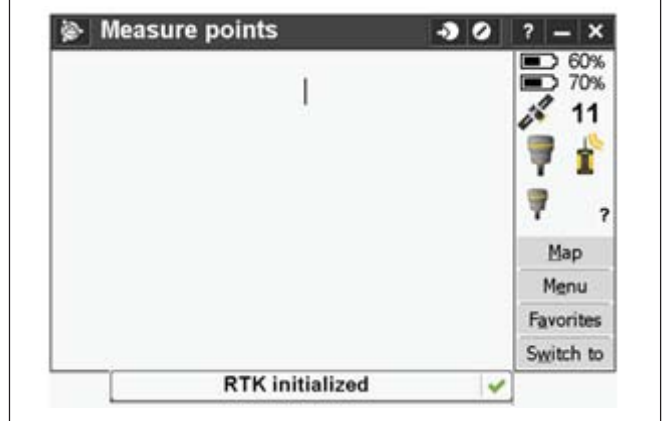 Measure points
?
60%
70%
11
?
Map
Menu
Favorites
Switch to
RTK initialized